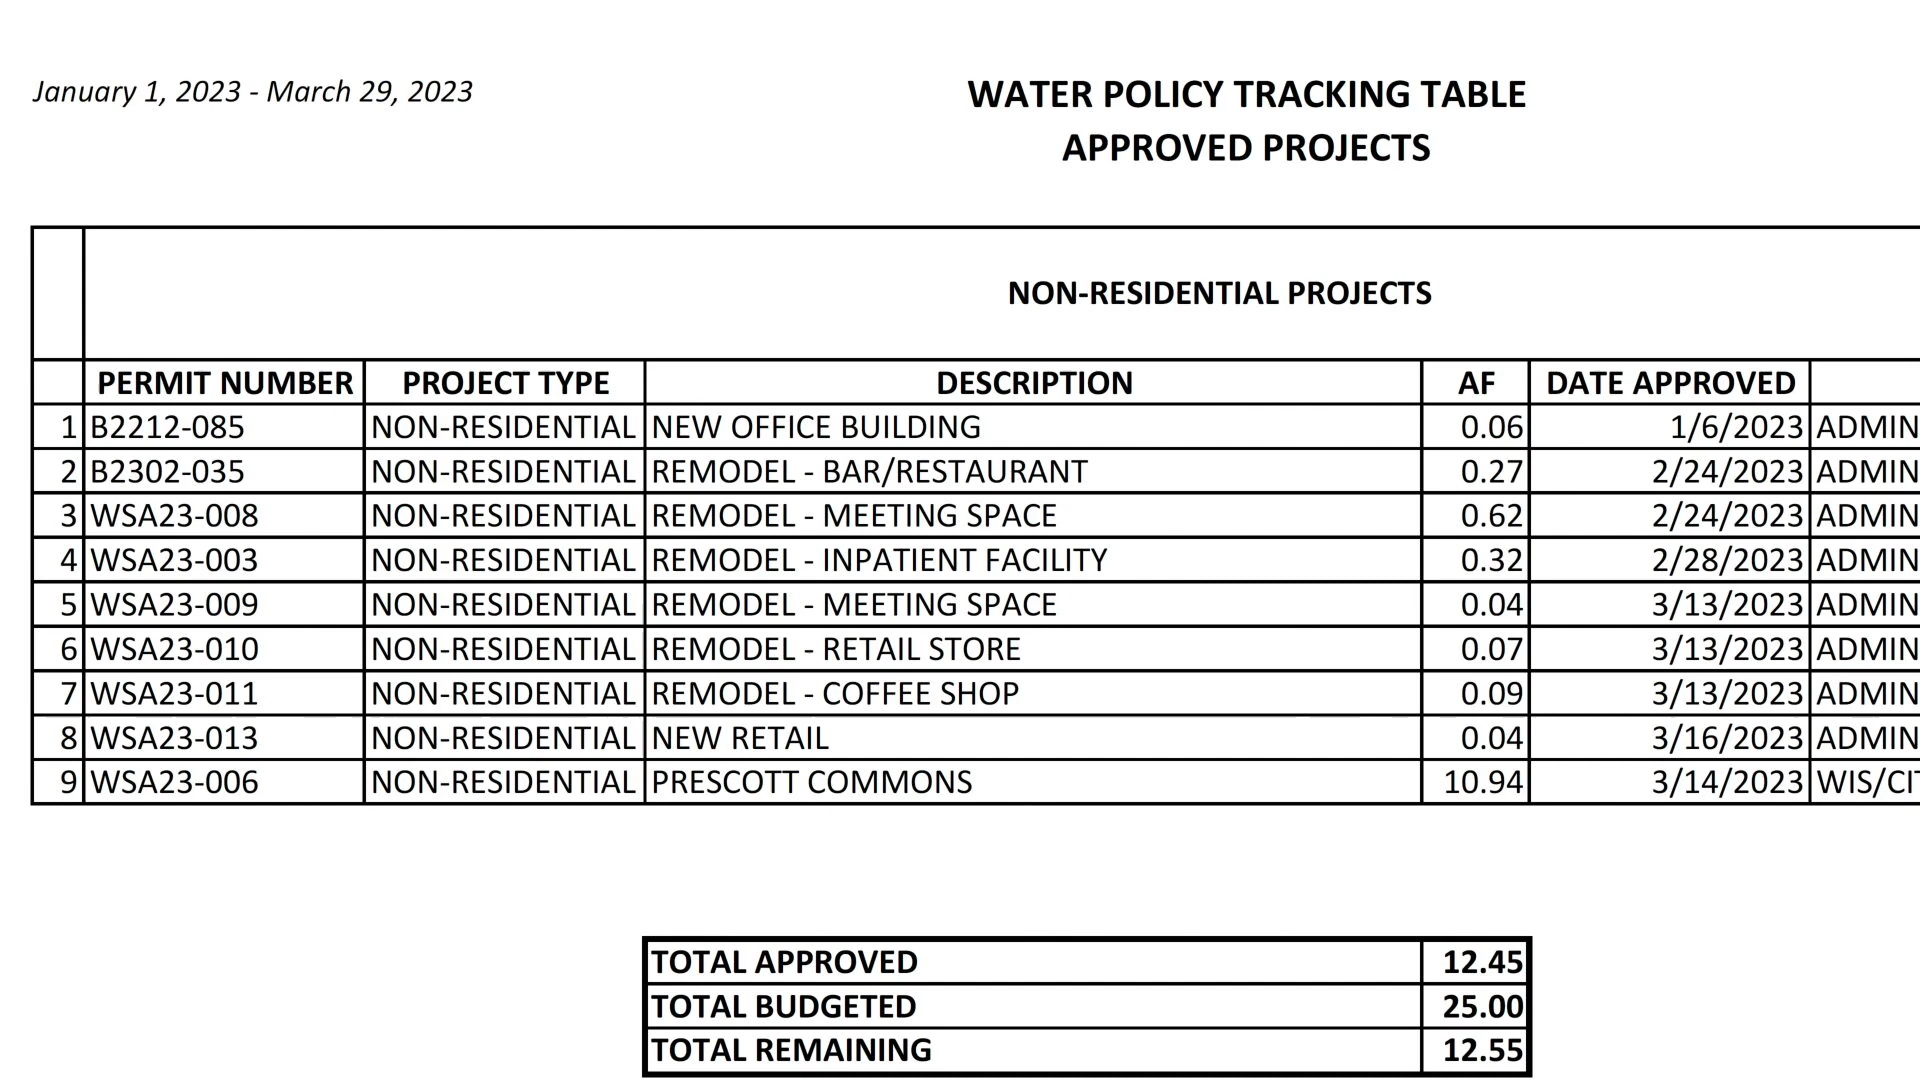 January 1, 2023 - March 29, 2023
WATER POLICY TRACKING TABLE
APPROVED PROJECTS
NON-RESIDENTIAL PROJECTS
PERMIT NUMBER PROJECT TYPE DESCRIPTION AF DATE APPROVED
1 B2212-085 NON-RESIDENTIAL NEW OFFICE BUILDING 0.06 1/6/2023 ADMIN
2 B2302-035 NON-RESIDENTIAL REMODEL - BAR/RESTAURANT 0.27 2/24/2023 ADMIN
3 WSA23-008 NON-RESIDENTIAL REMODEL - MEETING SPACE 0.62 2/24/2023 ADMIN
4 WSA23-003 NON-RESIDENTIAL REMODEL - INPATIENT FACILITY 0.32 2/28/2023 ADMIN
5 WSA23-009 NON-RESIDENTIAL REMODEL - MEETING SPACE 0.04 3/13/2023 ADMIN
6 WSA23-010 NON-RESIDENTIAL REMODEL - RETAIL STORE 0.07 3/13/2023 ADMIN
7 WSA23-011 NON-RESIDENTIAL REMODEL - COFFEE SHOP 0.09 3/13/2023 ADMIN
8 WSA23-013 NON-RESIDENTIAL NEW RETAIL 0.04 3/16/2023 ADMIN
9 WSA23-006 NON-RESIDENTIAL PRESCOTT COMMONS 10.94 3/14/2023 WIS/CIT
TOTAL APPROVED 12.45
TOTAL BUDGETED 25.00
TOTAL REMAINING 12.55